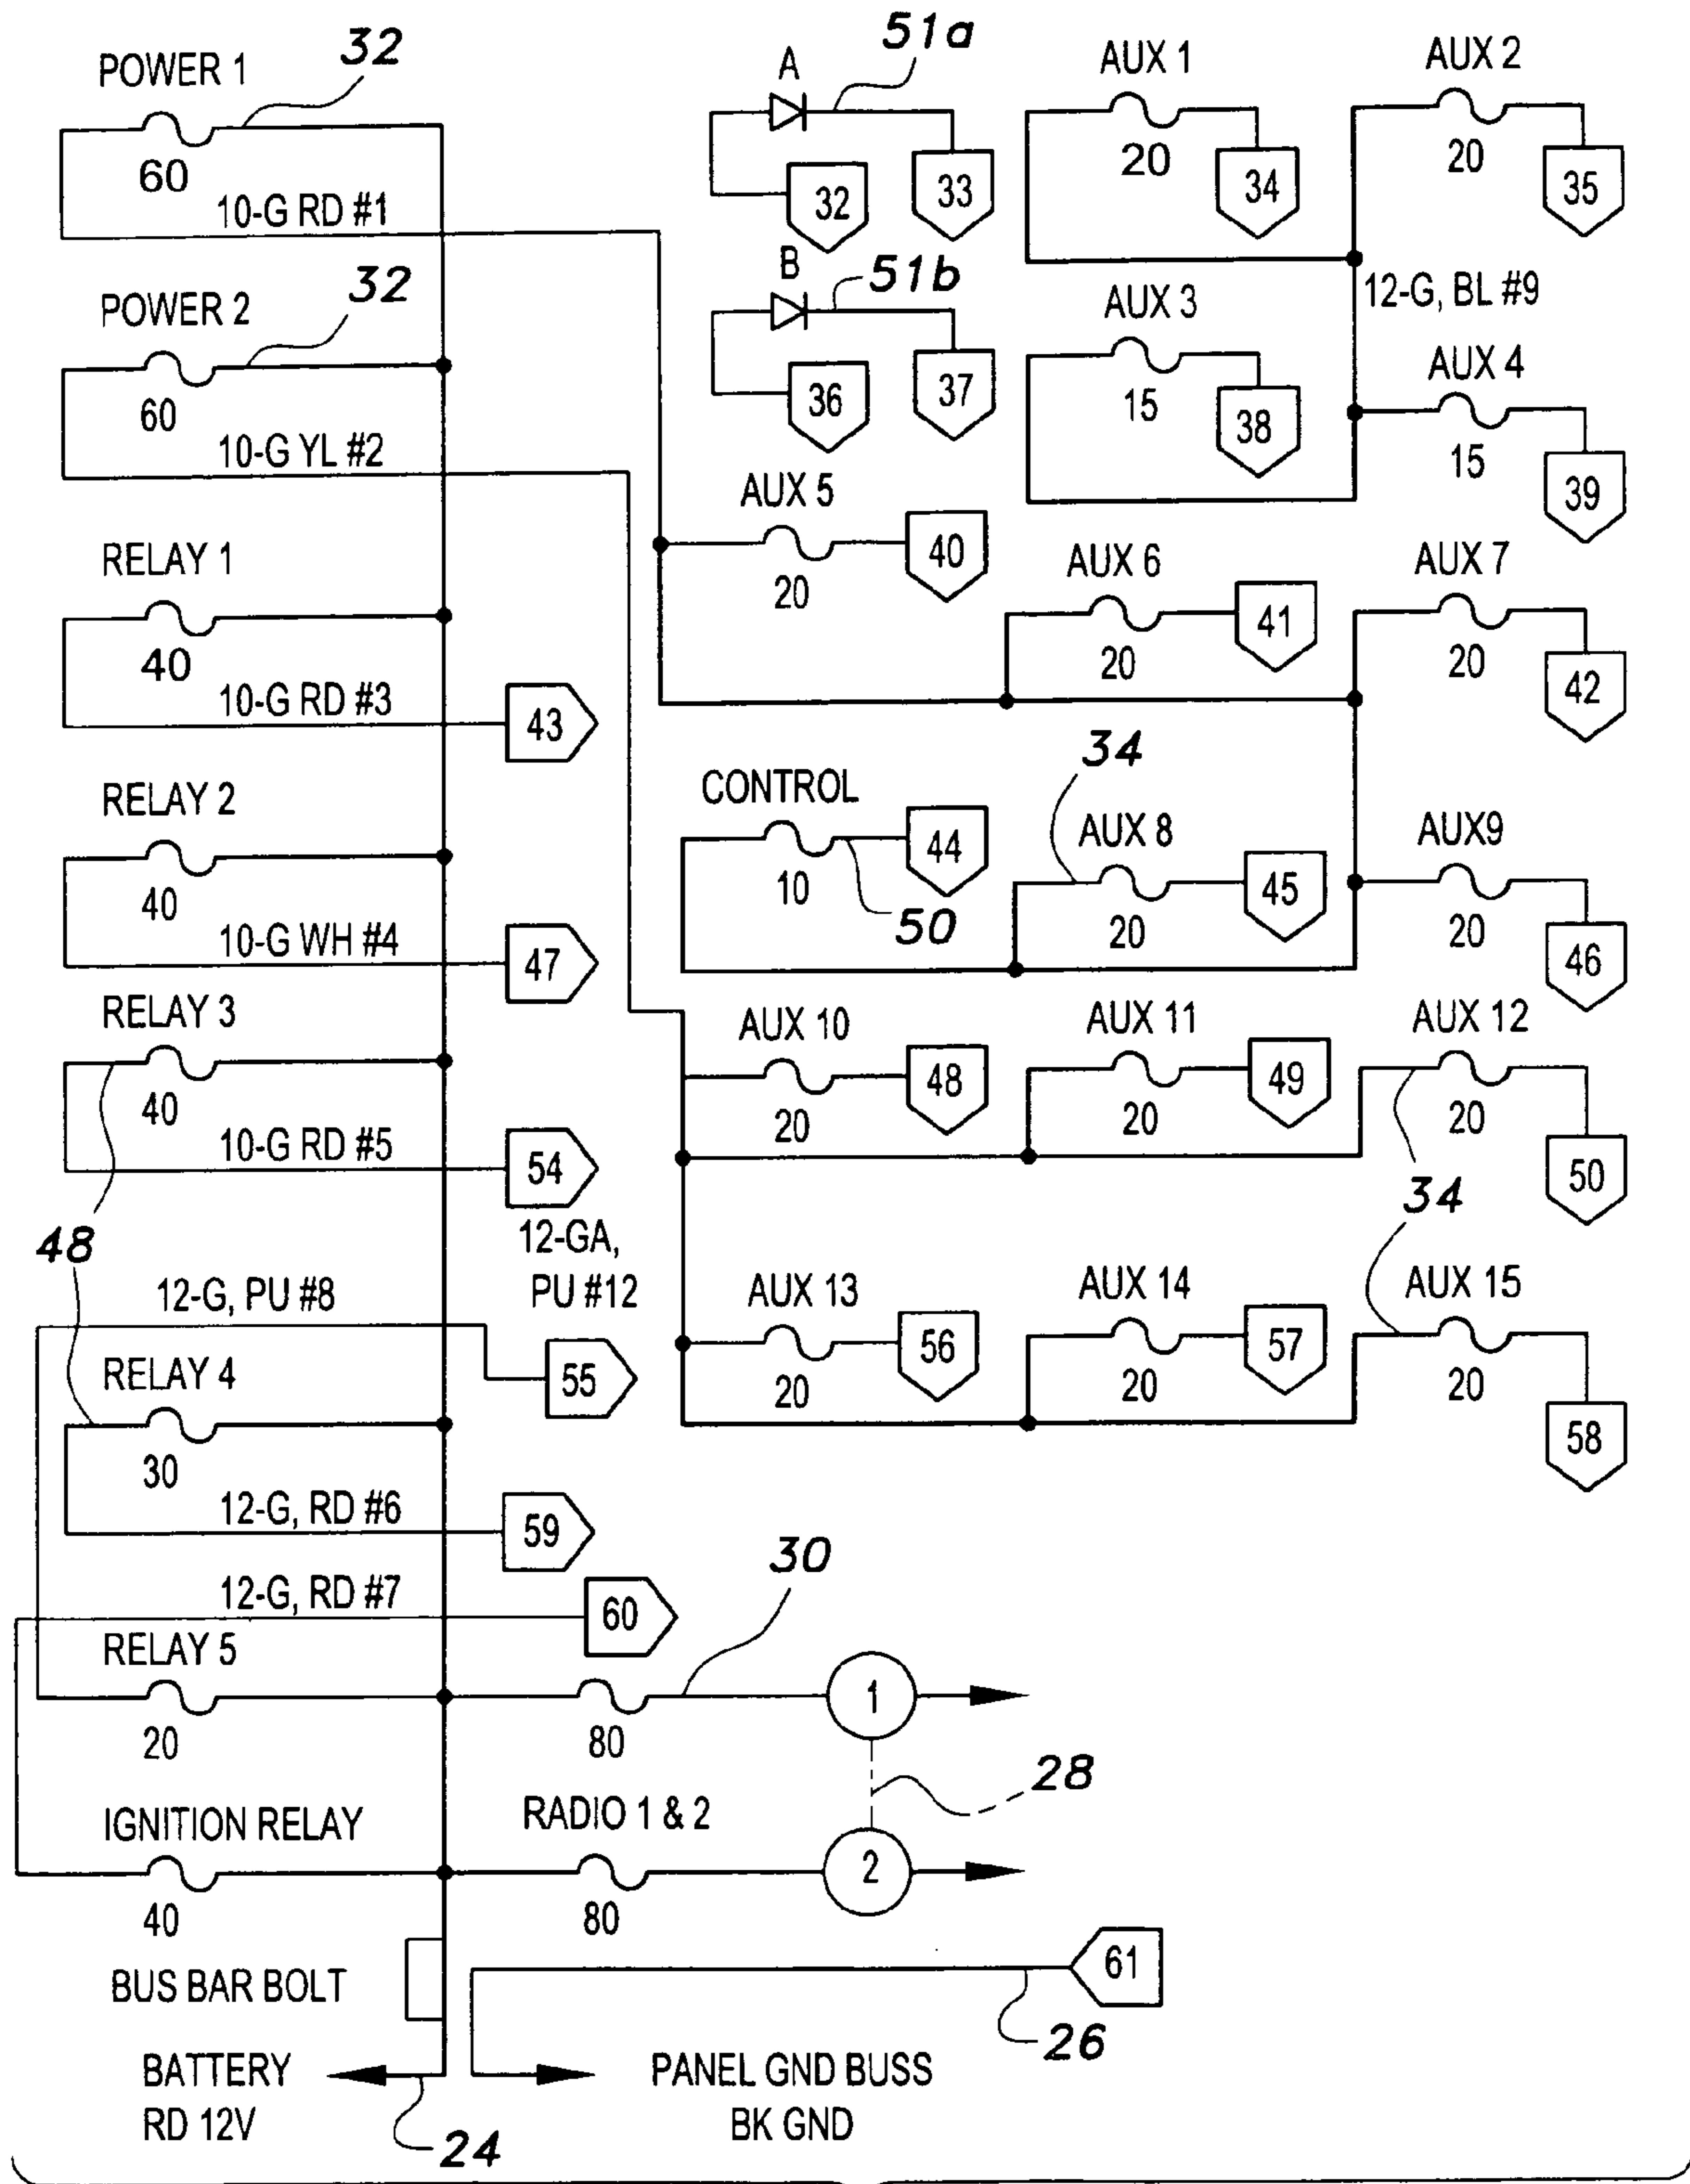 POWER 1
32
60
10-G RD #1
POWER 2
32
60
10-G YL #2
RELAY 1
40
10-G RD #3
43
RELAY 2
40
10-G WH #4
47
RELAY 3
40
10-G RD #5
54
48
12-GA,
PU #12
12-G, PU #8
55
RELAY 4
30
12-G, RD #6
59
12-G, RD #7
60
RELAY 5
20
80
30
1
28
IGNITION RELAY
40
RADIO 1 & 2
80
2
BUS BAR BOLT
BATTERY
RD 12V
24
61
26
PANEL GND BUSS
BK GND
A
51a
32
33
B
51b
36
37
AUX 1
20
34
AUX 2
20
35
12-G, BL #9
AUX 3
15
38
AUX 4
15
39
AUX 5
20
40
AUX 6
20
41
AUX 7
20
42
CONTROL
10
44
50
34
AUX 8
20
45
AUX9
20
46
AUX 10
20
48
AUX 11
20
49
AUX 12
20
50
34
AUX 13
20
56
AUX 14
20
57
AUX 15
20
58